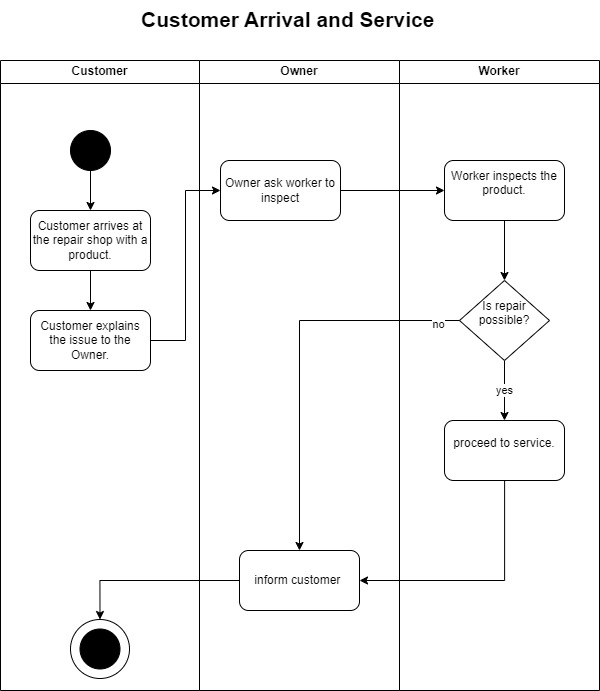 Customer Arrival and Service
Customer
Owner
Worker
Customer arrives at
the repair shop with a
product.
Customer explains
the issue to the
Owner.
Owner ask worker to
inspect
Worker inspects the
product.
Is repair
possible?
no
yes
proceed to service.
inform customer